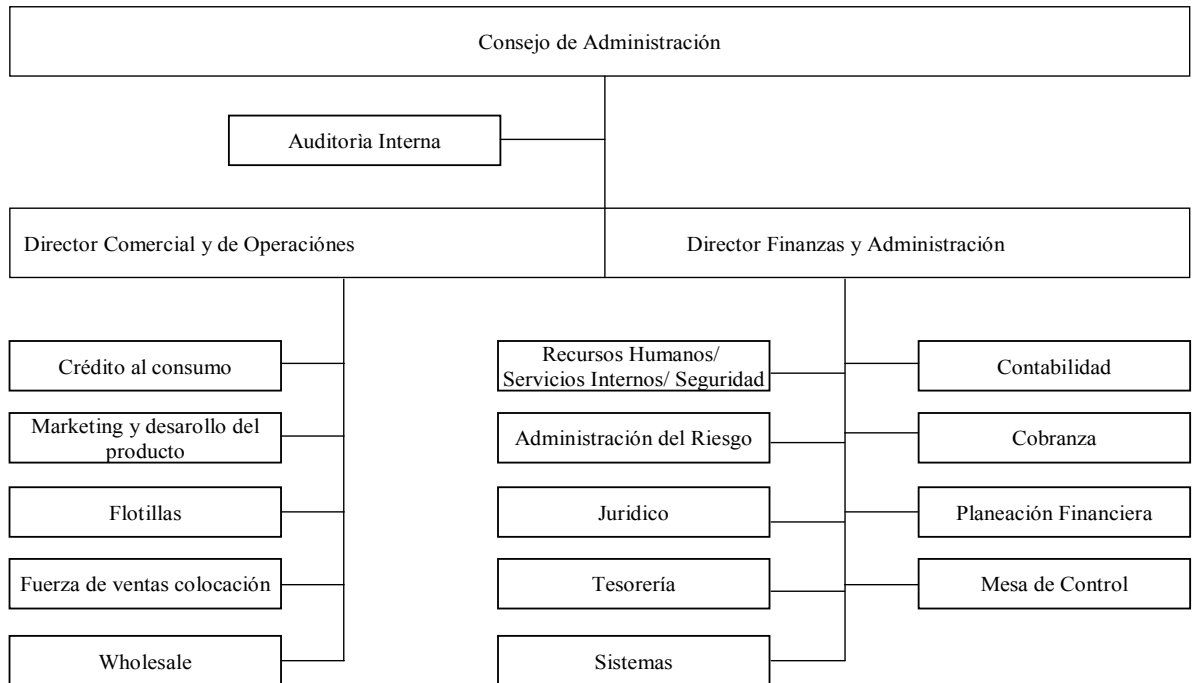 Consejo de Administración
Auditorìa Interna
Director Comercial y de Operaciónes
Director Finanzas y Administración
Crédito al consumo
Marketing y desarollo del
producto
Flotillas
Fuerza de ventas colocación
Wholesale
Recursos Humanos/
Servicios Internos/ Seguridad
Administración del Riesgo
Juridico
Tesorería
Sistemas
Contabilidad
Cobranza
Planeación Financiera
Mesa de Control